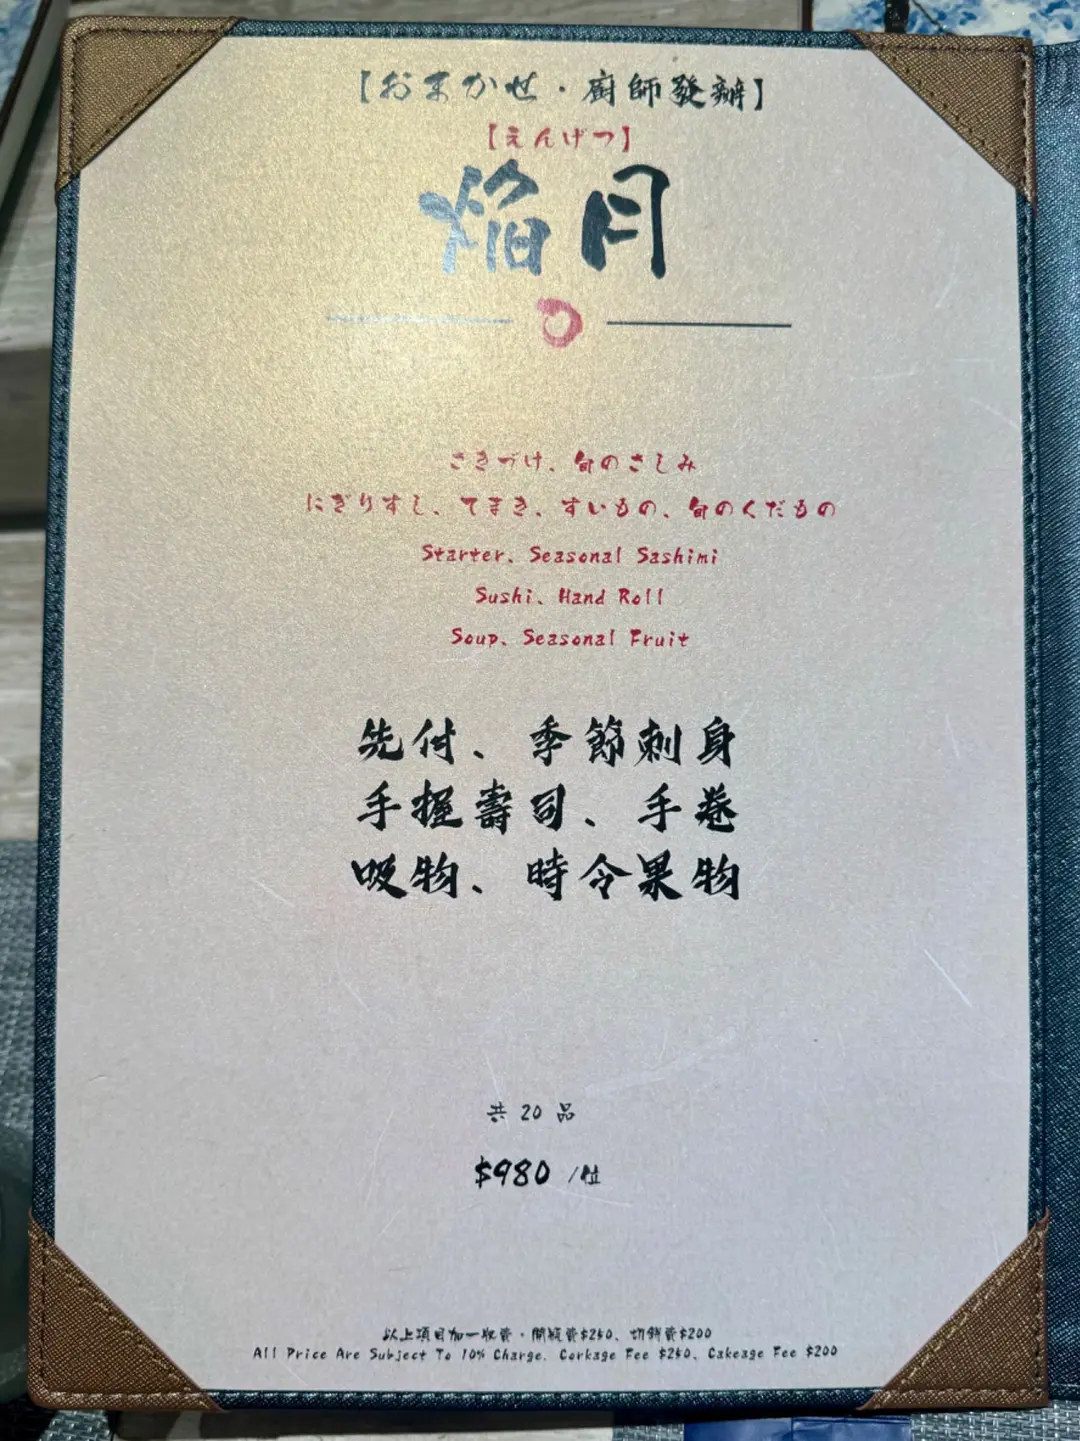 【おまかせ・廚師發辦】
【えんげつ】
焔月
さきづけ、旬のさしみ
にぎりすし、てまき、すいもの、旬のくだもの
Starter、Seasonal Sashimi
Sushi、Hand Roll
Soup、Seasonal Fruit
先付、季節刺身
手握壽司、手卷
吸物、時令果物
共 20 品
$980 /位
以上項目加一收費・開瓶費$250、切餅費$200
All Price Are Subject To 10% Charge. Corkage Fee $250、Cakeage Fee $200